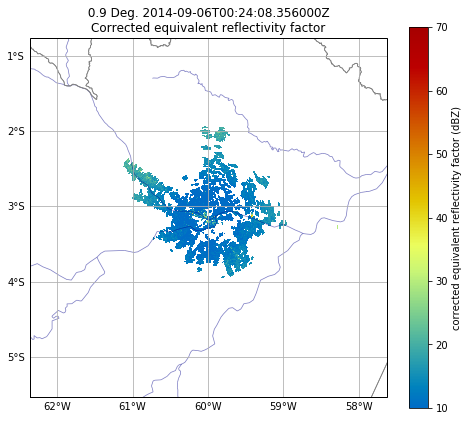 0.9 Deg. 2014-09-06T00:24:08.356000Z
Corrected equivalent reflectivity factor
1°S
2°S
3°S
4°S
5°S
62°W
61°W
60°W
59°W
58°W
70
60
50
40
30
20
10
corrected equivalent reflectivity factor (dBZ)